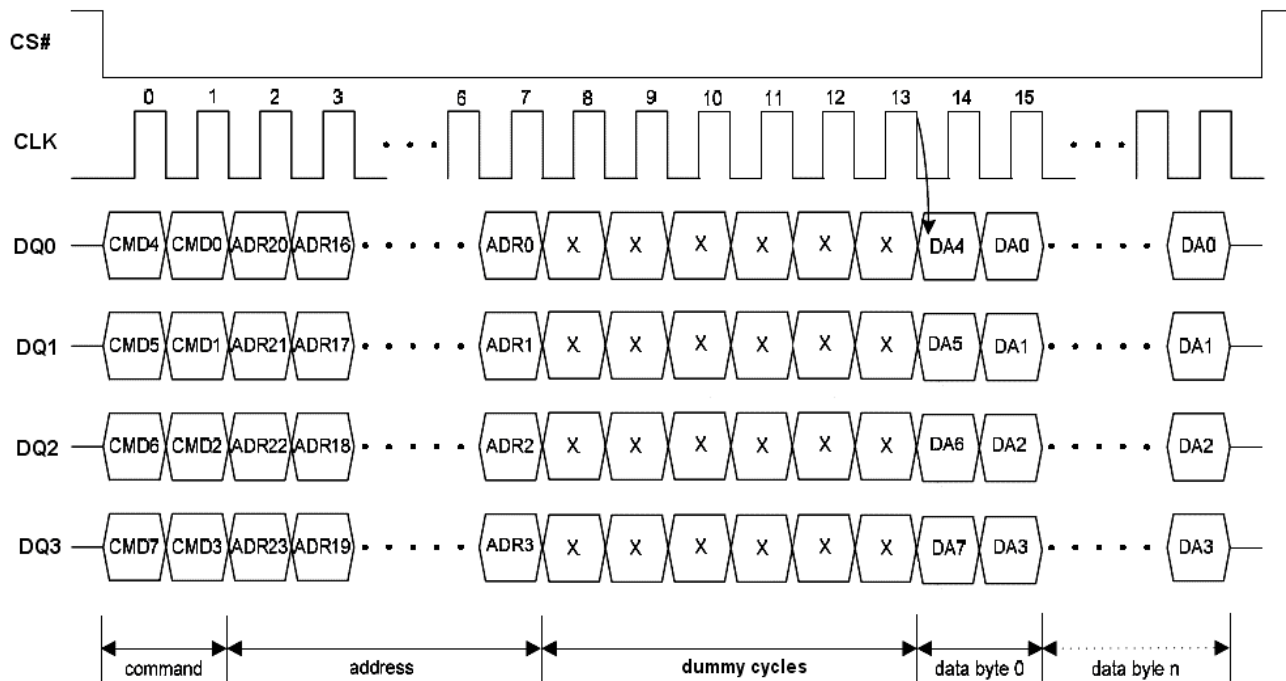 CS#
0 1 2 3 6 7 8 9 10 11 12 13 14 15
CLK
DQ0 CMD4 CMD0 ADR20 ADR16 ADR0 X X X X X X DA4 DA0 DA0
DQ1 CMD5 CMD1 ADR21 ADR17 ADR1 X X X X X X DA5 DA1 DA1
DQ2 CMD6 CMD2 ADR22 ADR18 ADR2 X X X X X X DA6 DA2 DA2
DQ3 CMD7 CMD3 ADR23 ADR19 ADR3 X X X X X X DA7 DA3 DA3
command address dummy cycles data byte 0 data byle n